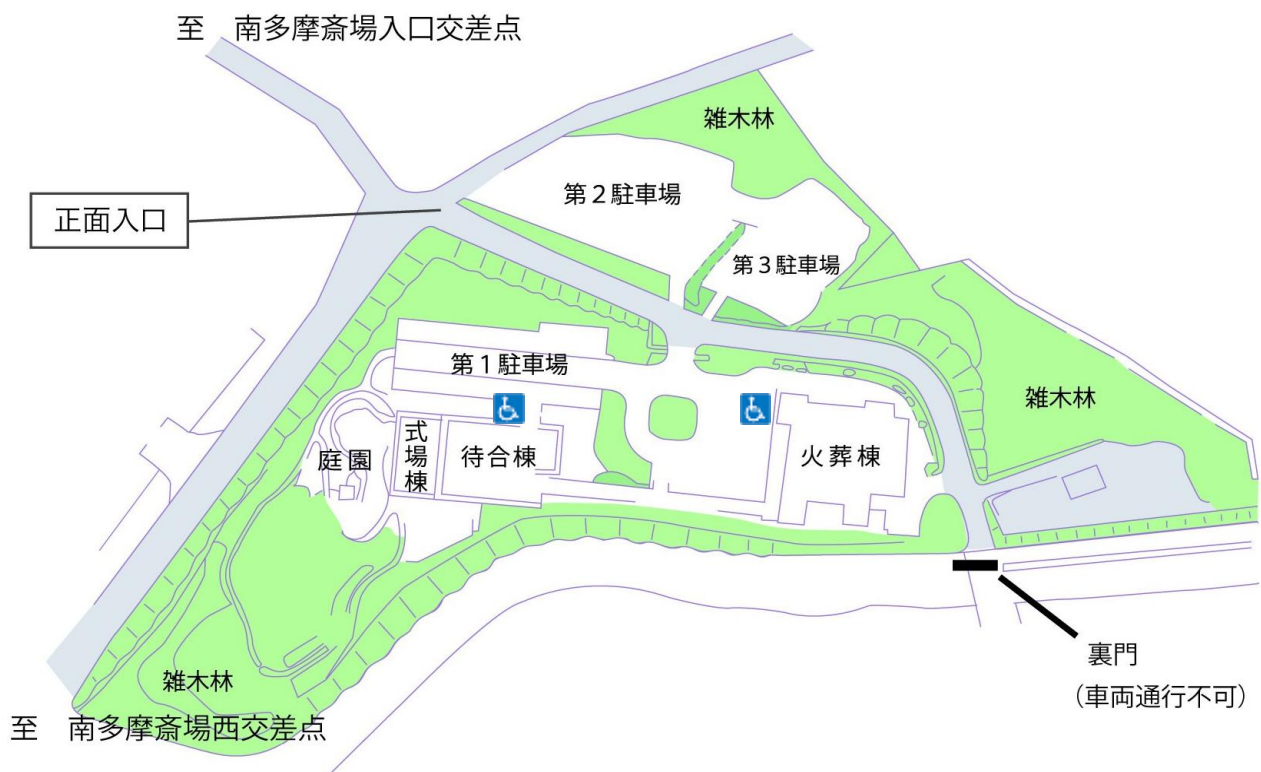 至　南多摩斎場入口交差点
雑木林
第２駐車場
正面入口
第３駐車場
第１駐車場
雑木林
式場棟
待合棟
火葬棟
庭園
裏門
（車両通行不可）
雑木林
至　南多摩斎場西交差点